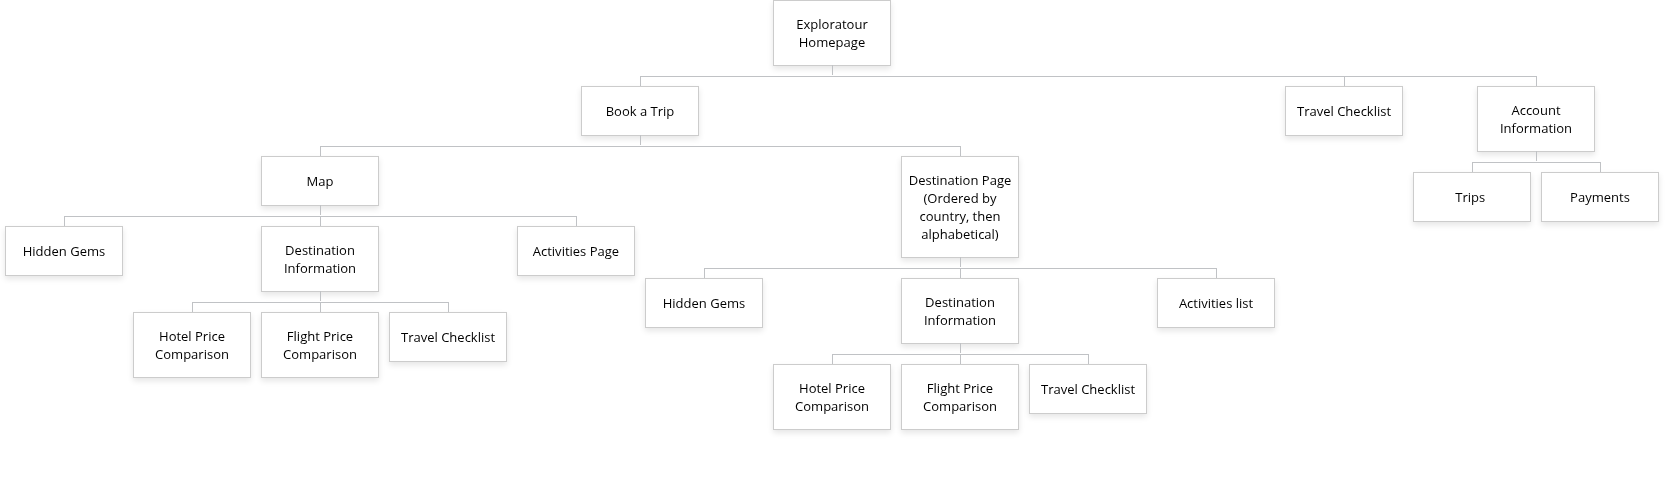 Exploratour
Homepage
Book a Trip
Travel Checklist
Account
Information
Map
Destination Page
(Ordered by
country, then
alphabetical)
Trips
Payments
Hidden Gems
Destination
Information
Activities Page
Hidden Gems
Destination
Information
Activities list
Hotel Price
Comparison
Flight Price
Comparison
Travel Checklist
Hotel Price
Comparison
Flight Price
Comparison
Travel Checklist